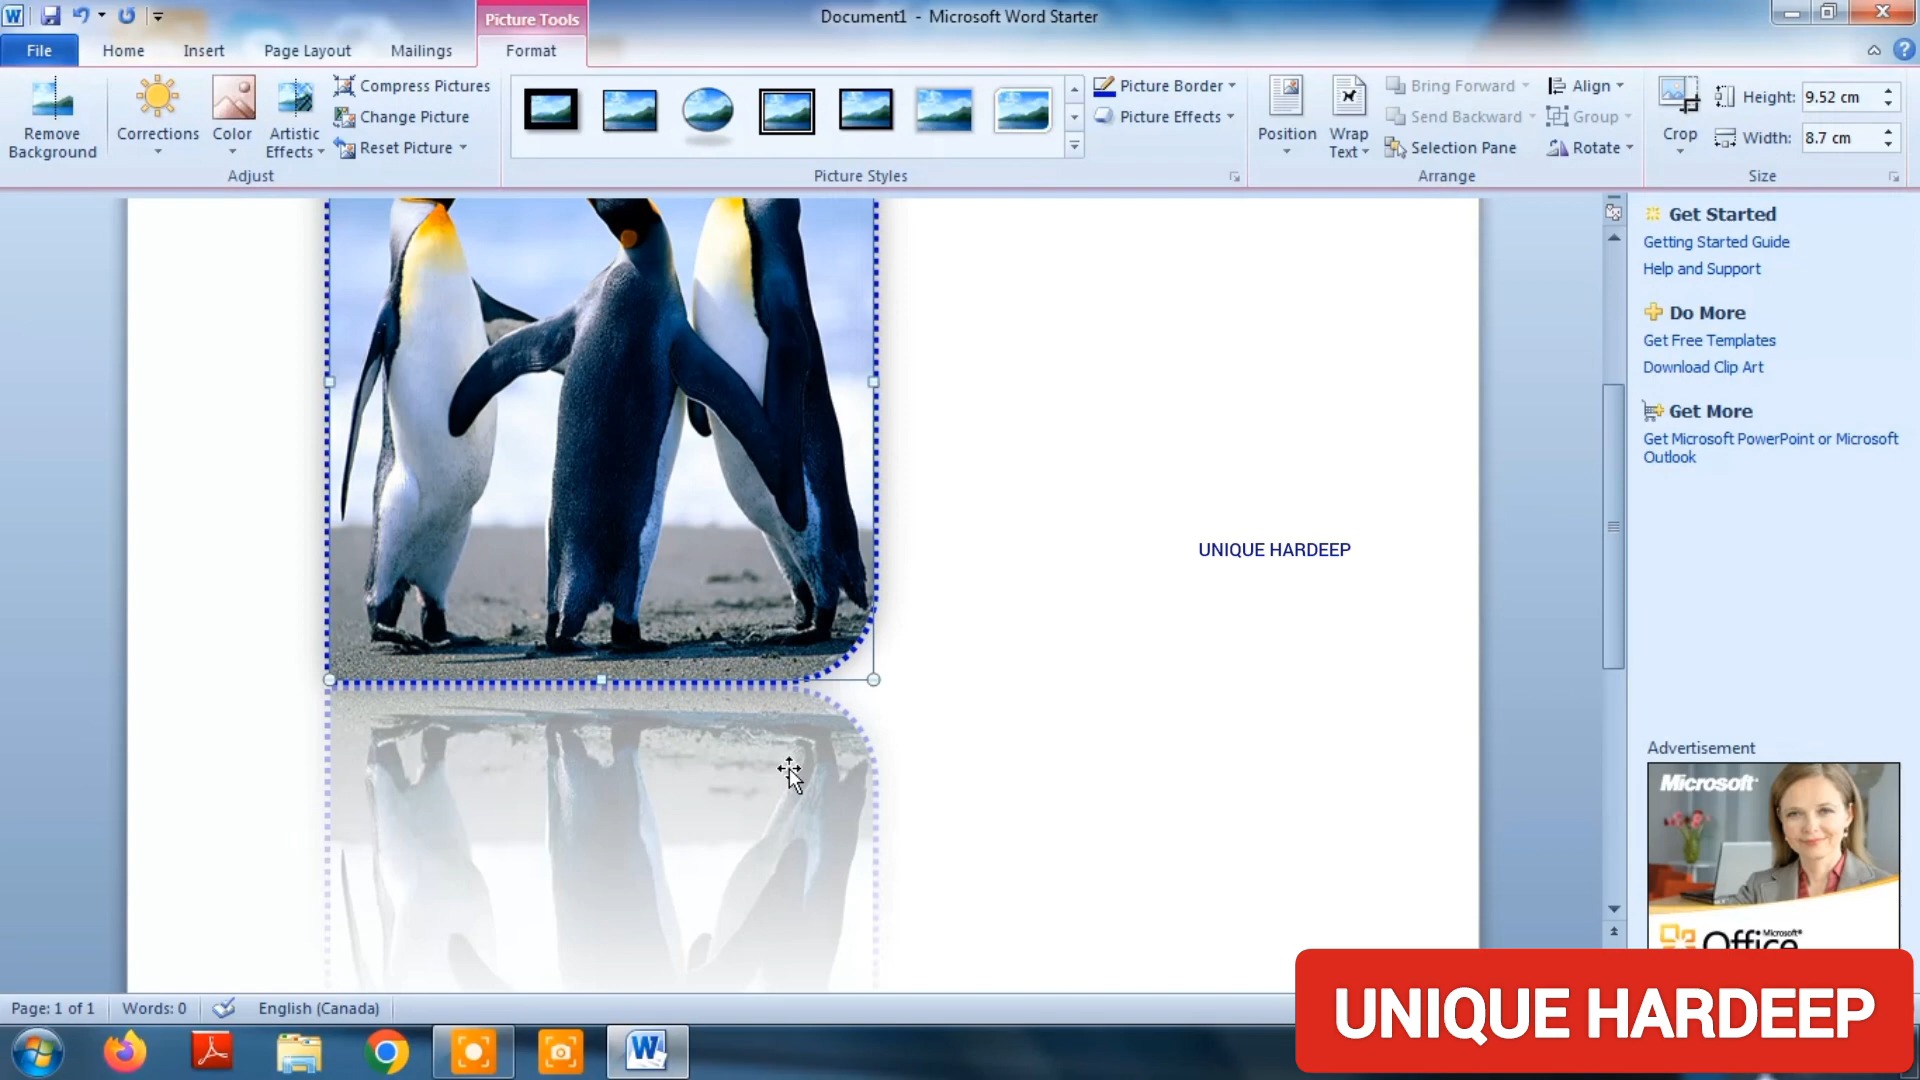 Picture Tools
Document1 - Microsoft Word Starter
File Home Insert Page Layout Mailings Format
Remove Background
Corrections
Color
Artistic Effects
Compress Pictures
Change Picture
Reset Picture
Adjust
Picture Border
Picture Effects
Picture Styles
Position
Wrap Text
Bring Forward
Send Backward
Selection Pane
Align
Group
Rotate
Arrange
Crop
Height: 9.52 cm
Width: 8.7 cm
Size
Get Started
Getting Started Guide
Help and Support
Do More
Get Free Templates
Download Clip Art
Get More
Get Microsoft PowerPoint or Microsoft
Outlook
UNIQUE HARDEEP
Advertisement
Microsoft
Microsoft
Office
Page: 1 of 1 Words: 0 English (Canada)
UNIQUE HARDEEP